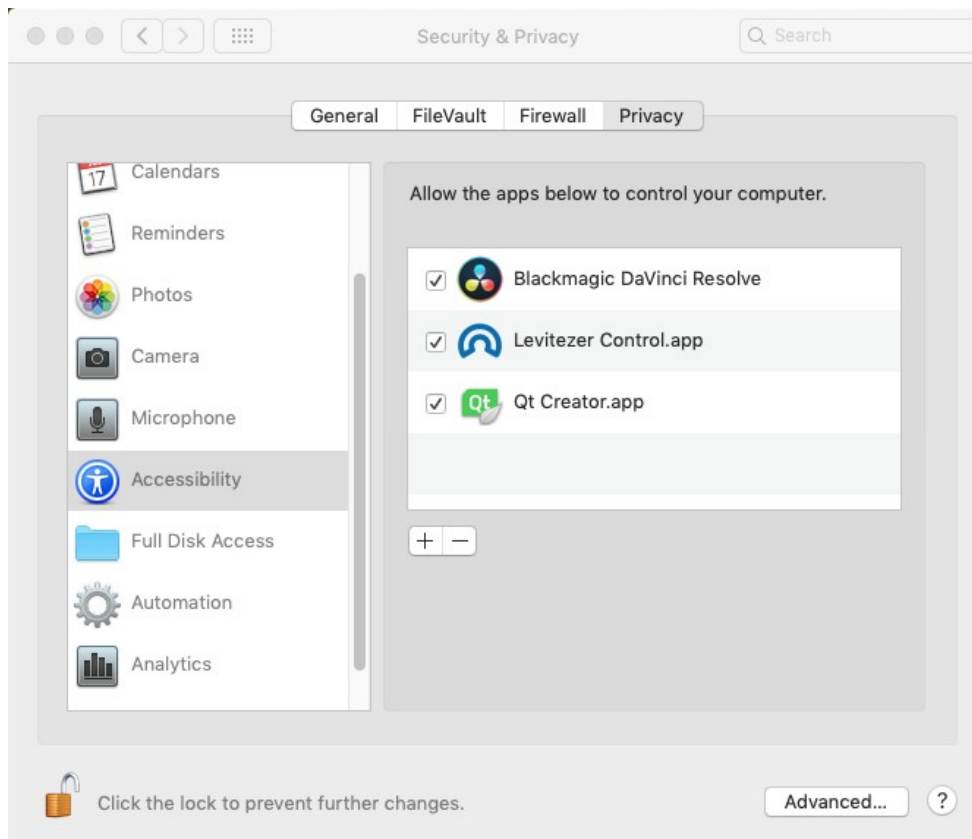 Security & Privacy
Search
General FileVault Firewall Privacy
17 Calendars
Reminders
Photos
Camera
Microphone
Accessibility
Full Disk Access
Automation
Analytics
Allow the apps below to control your computer.
Blackmagic DaVinci Resolve
Levitezer Control.app
Qt Qt Creator.app
+ −
Click the lock to prevent further changes.
Advanced... ?